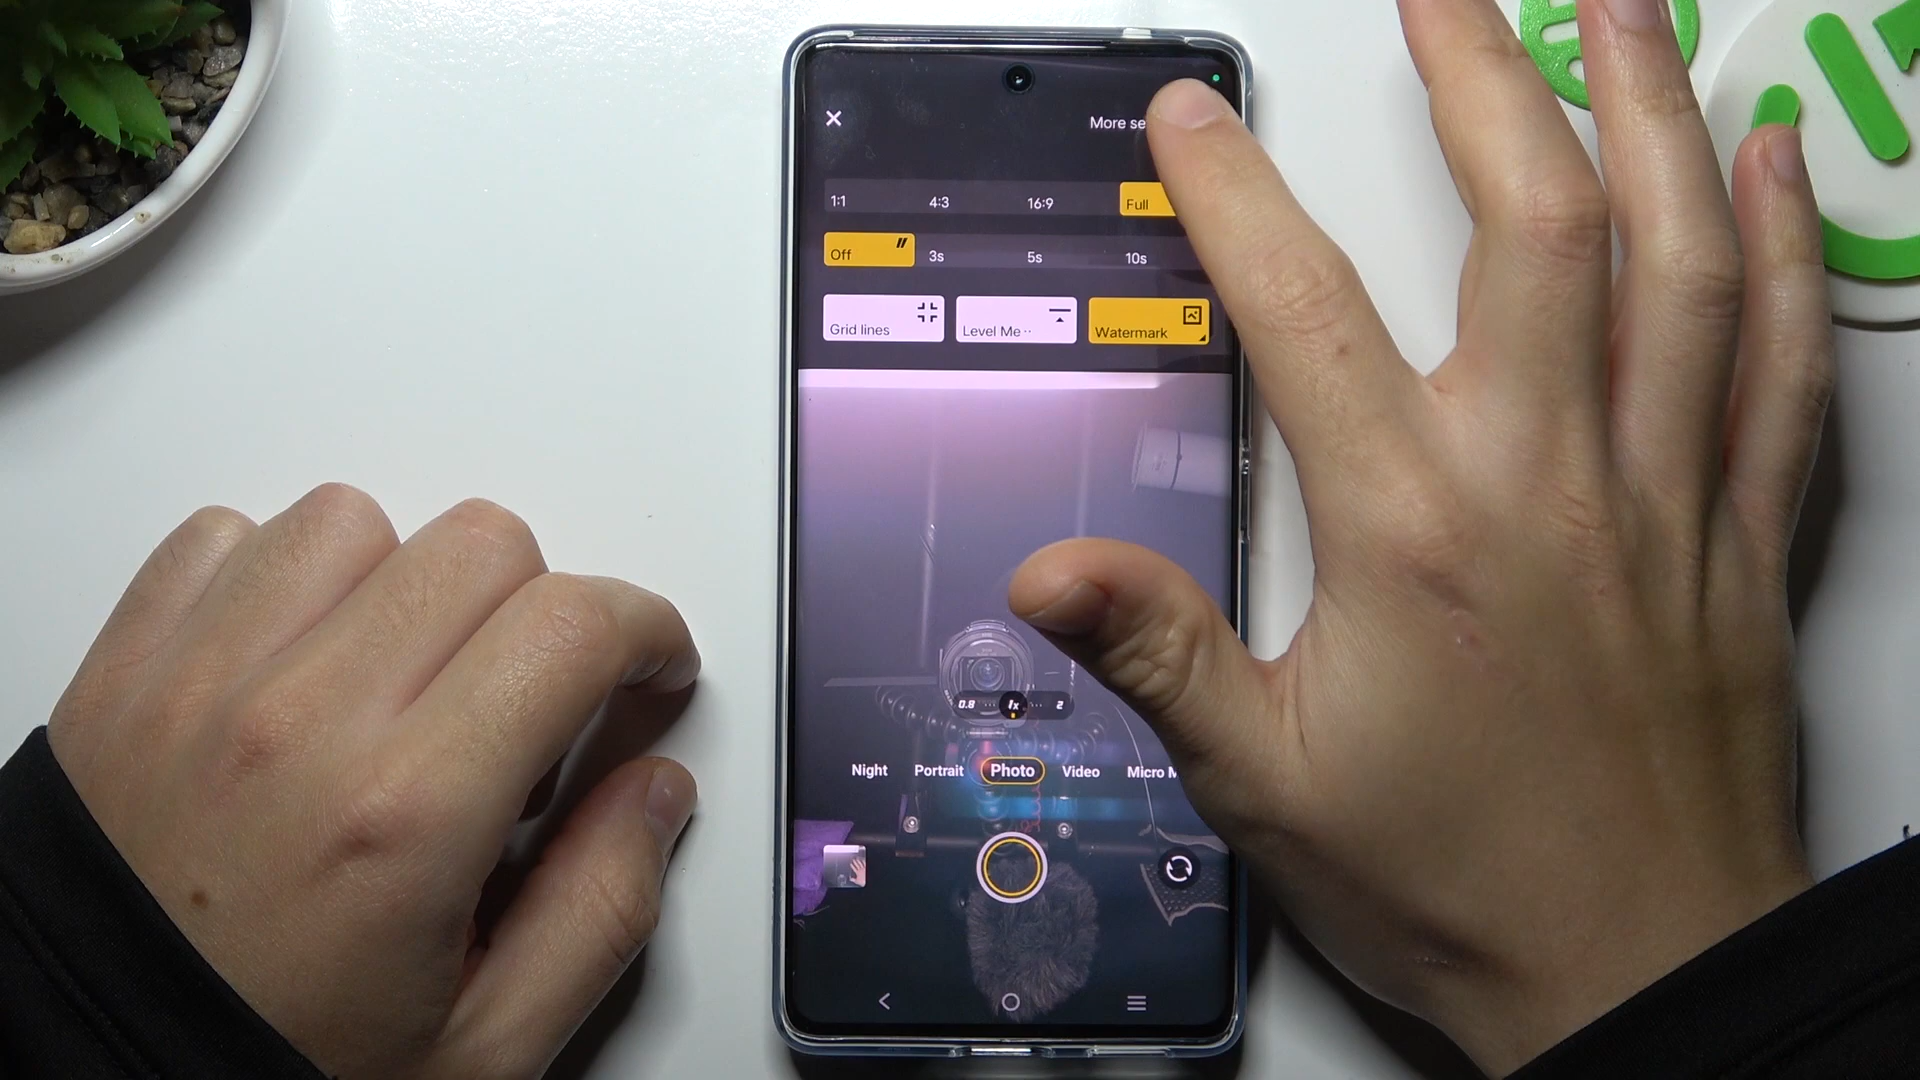 More se
1:1 4:3 16:9 Full
Off 3s 5s 10s
Grid lines Level Me·· Watermark
0.8 1x 2
Night Portrait Photo Video Micro M